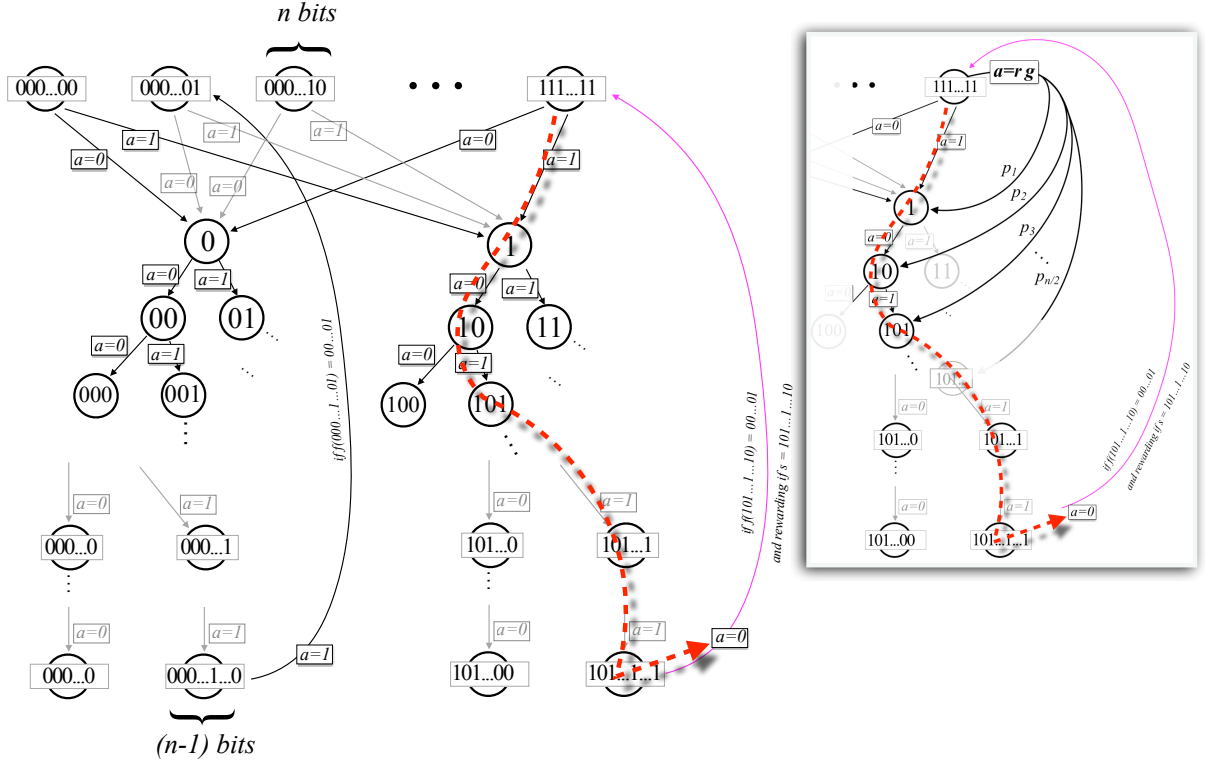 n bits
000...00
000...01
000...10
• • •
111...11
a=1
a=1
a=0
a=0
a=0
a=0
a=1
0
1
a=0
a=1
a=0
a=1
00
01
10
11
a=0
a=1
a=0
a=1
000
001
100
101
if f(000...1...01) = 00...01
if f(101...1...10) = 00...01
and rewarding if s = 101...1...10
a=0
a=0
a=1
000...0
000...1
101...0
101...1
a=0
a=1
a=0
a=1
a=0
a=1
000...0
000...1...0
101...00
101...1...1
(n-1) bits
a=r g
111...11
a=0
a=1
p1
p2
p3
pn/2
1
a=0
a=1
10
11
a=0
a=1
100
101
101...
a=0
a=1
101...0
101...1
a=0
a=1
a=0
101...00
101...1...1
if f(101...1...10) = 00...01
and rewarding if s = 101...1...10